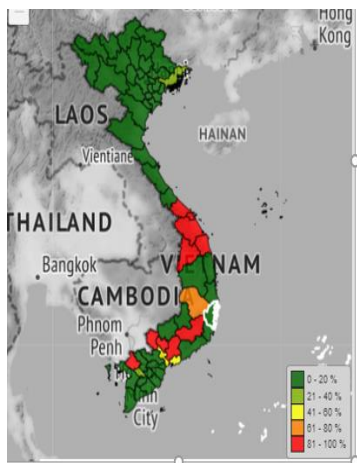 Hong
Kong
LAOS
HAINAN
Vientiane
THAILAND
VIETNAM
Bangkok
CAMBODIA
Phnom
Penh
City
0 - 20 %
21 - 40 %
41 - 60 %
61 - 80 %
81 - 100 %